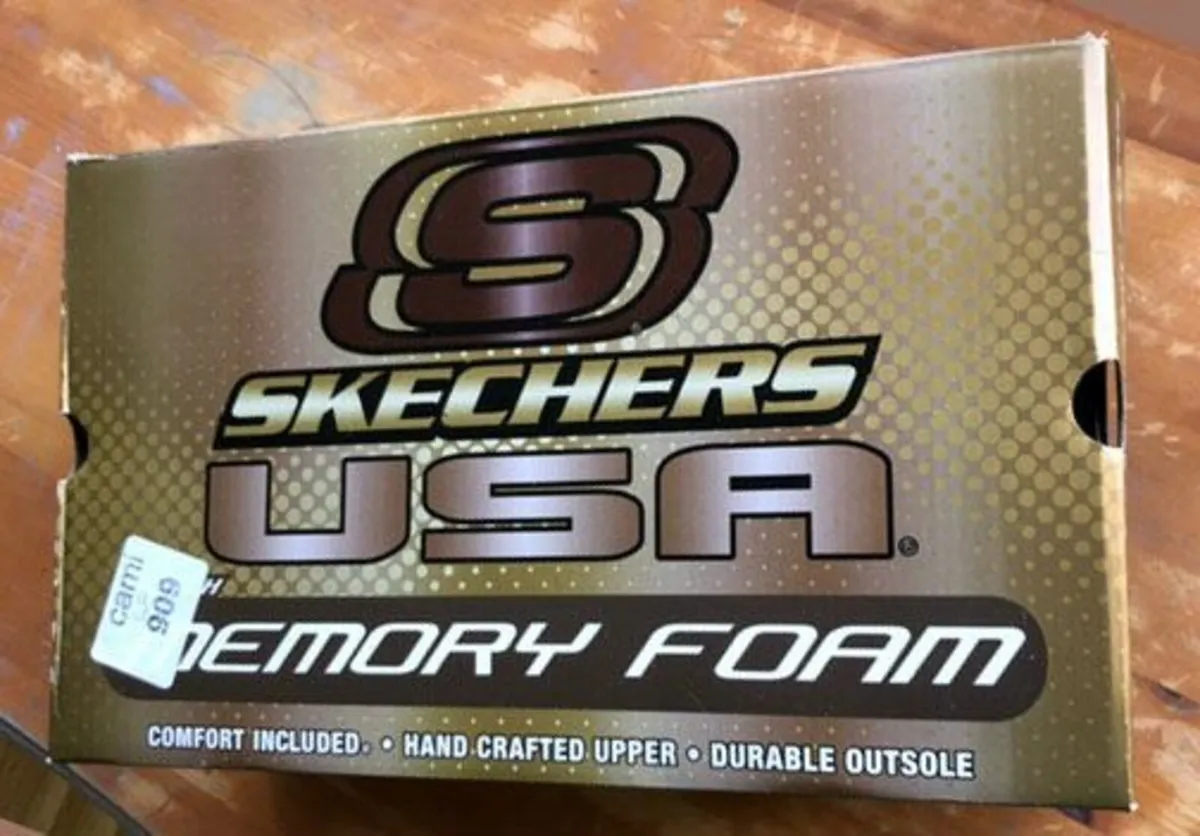 S
SKECHERS
USA®
MEMORY FOAM
COMFORT INCLUDED. • HAND CRAFTED UPPER • DURABLE OUTSOLE
cami
909